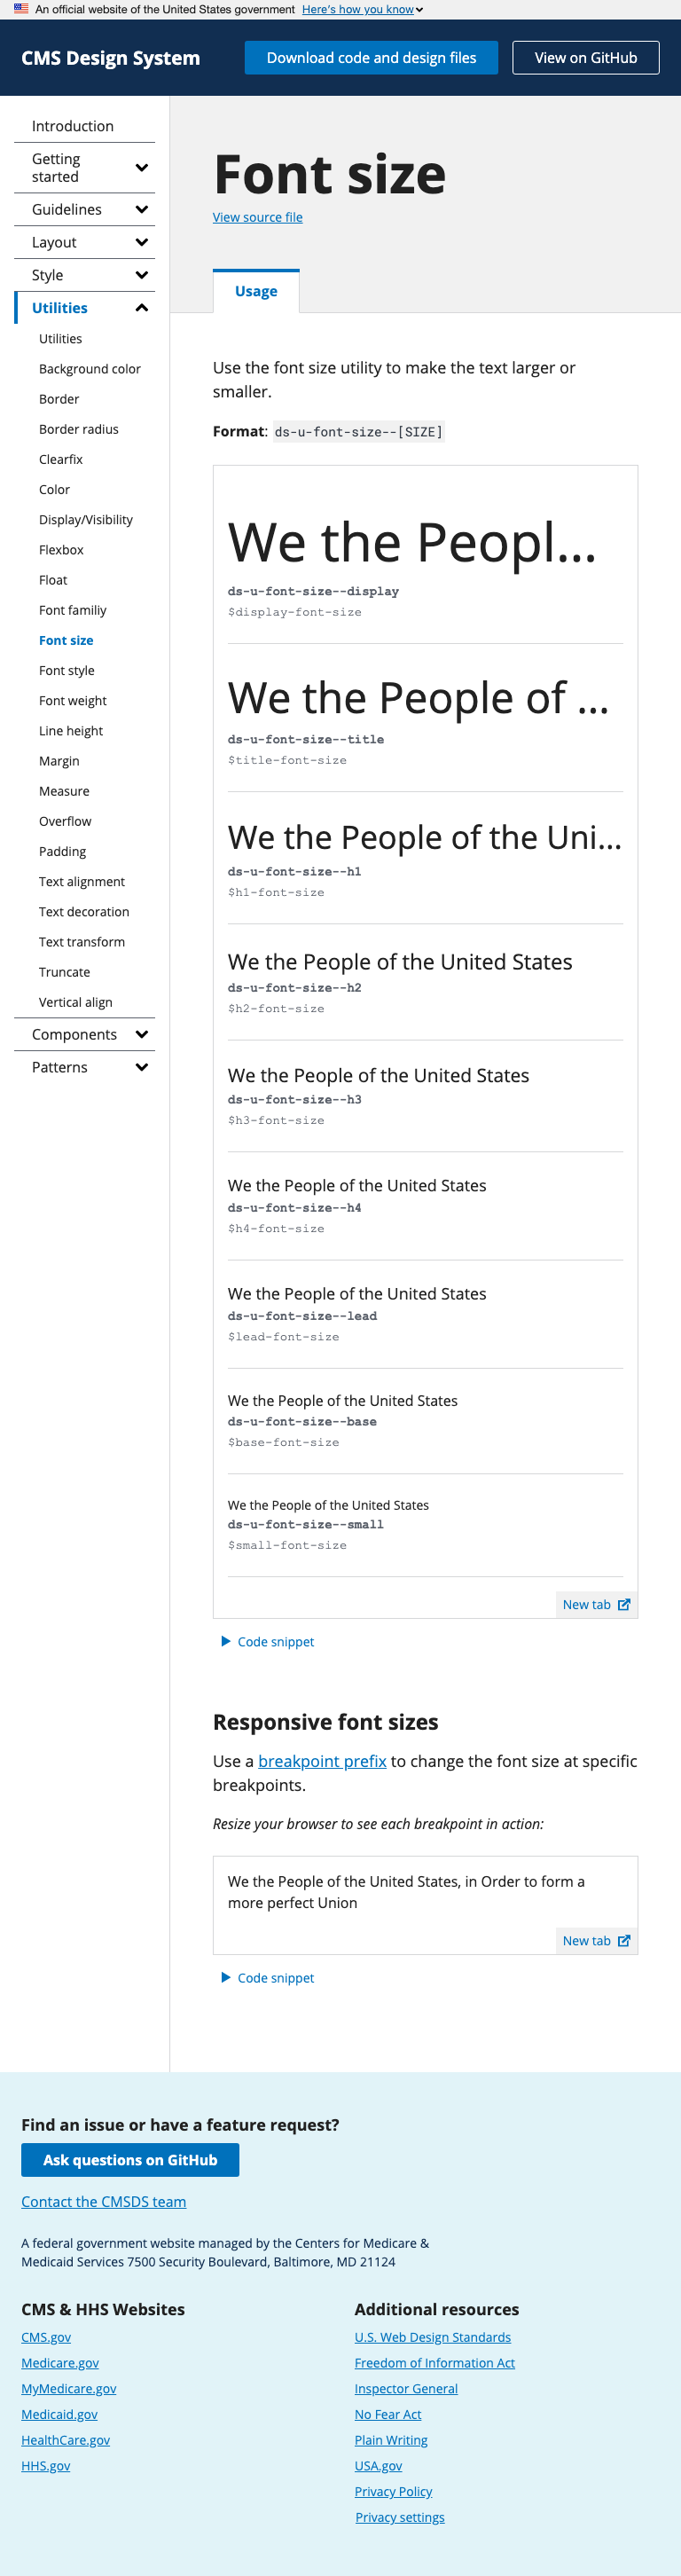 An official website of the United States government Here's how you know
CMS Design System
Download code and design files
View on GitHub
Introduction
Getting
started
Guidelines
Layout
Style
Utilities
Utilities
Background color
Border
Border radius
Clearfix
Color
Display/Visibility
Flexbox
Float
Font familiy
Font size
Font style
Font weight
Line height
Margin
Measure
Overflow
Padding
Text alignment
Text decoration
Text transform
Truncate
Vertical align
Components
Patterns
Font size
View source file
Usage
Use the font size utility to make the text larger or
smaller.
Format: ds-u-font-size--[SIZE]
We the Peopl...
ds-u-font-size--display
$display-font-size
We the People of ...
ds-u-font-size--title
$title-font-size
We the People of the Uni...
ds-u-font-size--h1
$h1-font-size
We the People of the United States
ds-u-font-size--h2
$h2-font-size
We the People of the United States
ds-u-font-size--h3
$h3-font-size
We the People of the United States
ds-u-font-size--h4
$h4-font-size
We the People of the United States
ds-u-font-size--lead
$lead-font-size
We the People of the United States
ds-u-font-size--base
$base-font-size
We the People of the United States
ds-u-font-size--small
$small-font-size
New tab
Code snippet
Responsive font sizes
Use a breakpoint prefix to change the font size at specific
breakpoints.
Resize your browser to see each breakpoint in action:
We the People of the United States, in Order to form a
more perfect Union
New tab
Code snippet
Find an issue or have a feature request?
Ask questions on GitHub
Contact the CMSDS team
A federal government website managed by the Centers for Medicare &
Medicaid Services 7500 Security Boulevard, Baltimore, MD 21124
CMS & HHS Websites
CMS.gov
Medicare.gov
MyMedicare.gov
Medicaid.gov
HealthCare.gov
HHS.gov
Additional resources
U.S. Web Design Standards
Freedom of Information Act
Inspector General
No Fear Act
Plain Writing
USA.gov
Privacy Policy
Privacy settings